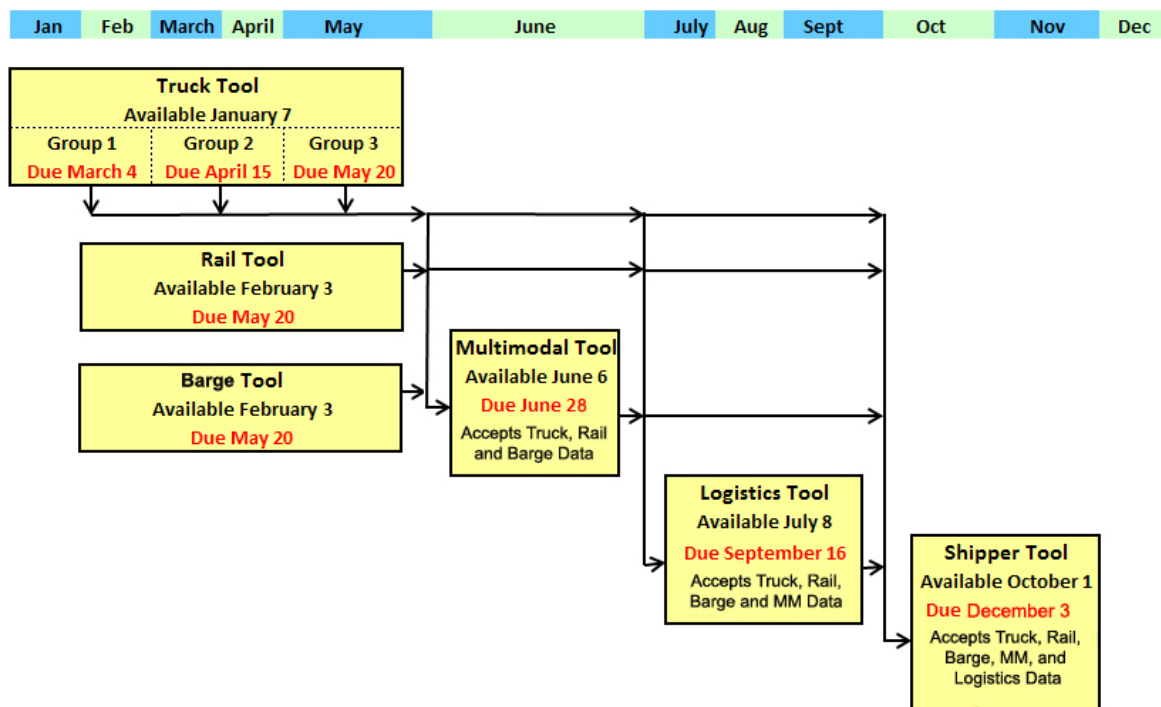 Jan Feb March April May June July Aug Sept Oct Nov Dec
Truck Tool
Available January 7
Group 1 Group 2 Group 3
Due March 4 Due April 15 Due May 20
Rail Tool
Available February 3
Due May 20
Barge Tool
Available February 3
Due May 20
Multimodal Tool
Available June 6
Due June 28
Accepts Truck, Rail
and Barge Data
Logistics Tool
Available July 8
Due September 16
Accepts Truck, Rail,
Barge and MM Data
Shipper Tool
Available October 1
Due December 3
Accepts Truck, Rail,
Barge, MM, and
Logistics Data